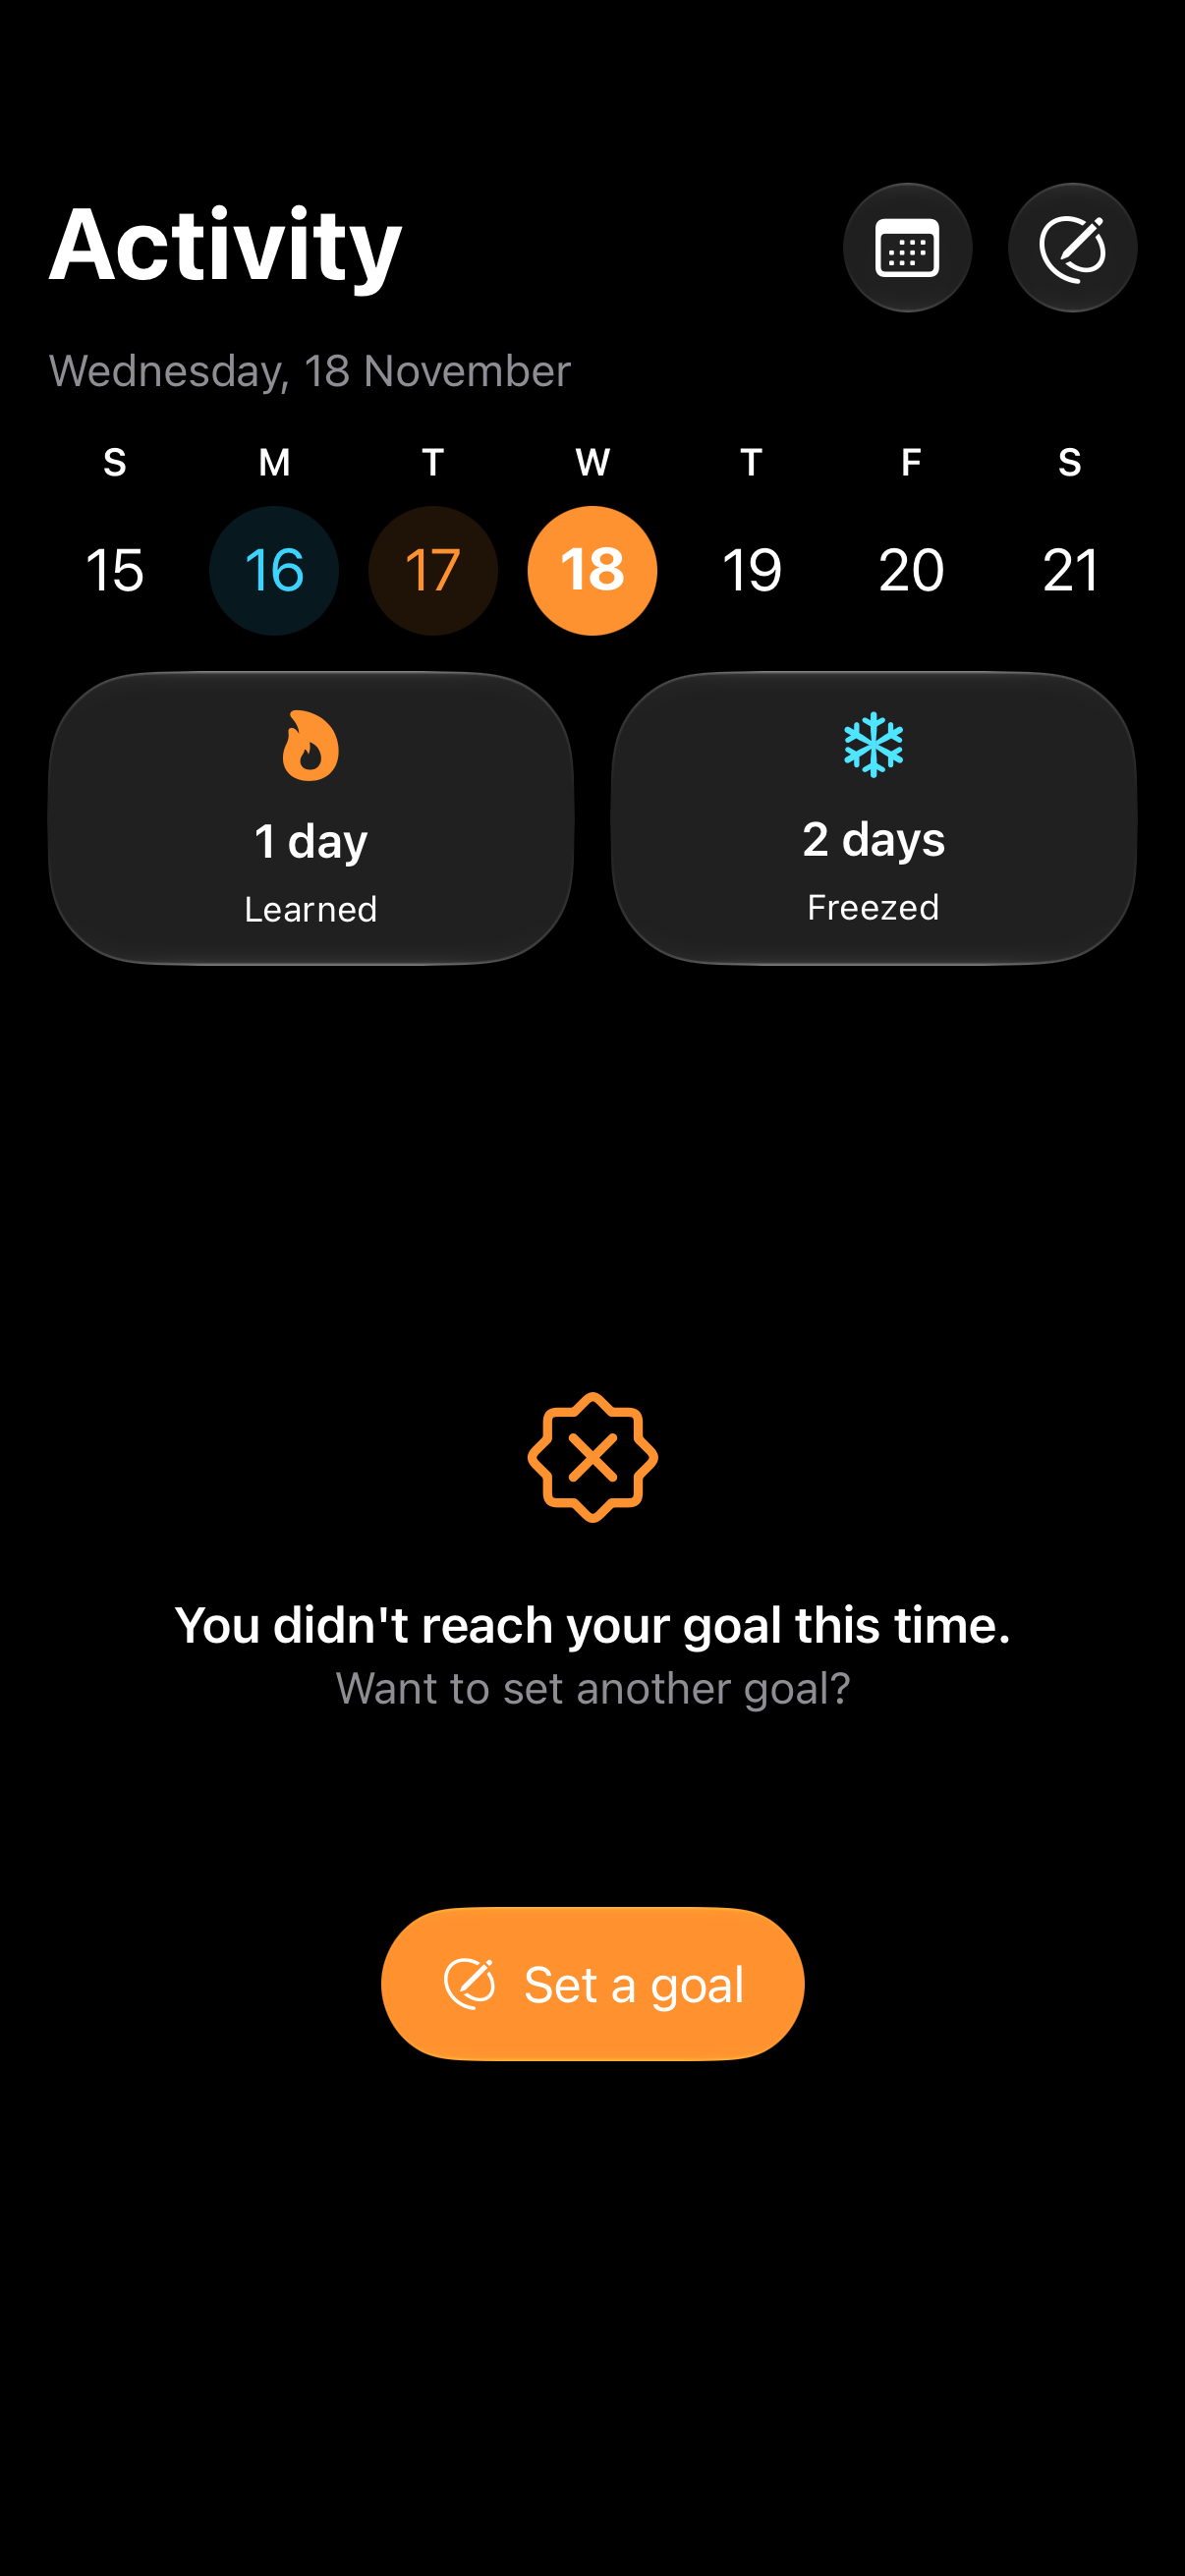 Activity
Wednesday, 18 November
S M T W T F S
15 16 17 18 19 20 21
1 day
Learned
2 days
Freezed
You didn't reach your goal this time.
Want to set another goal?
Set a goal